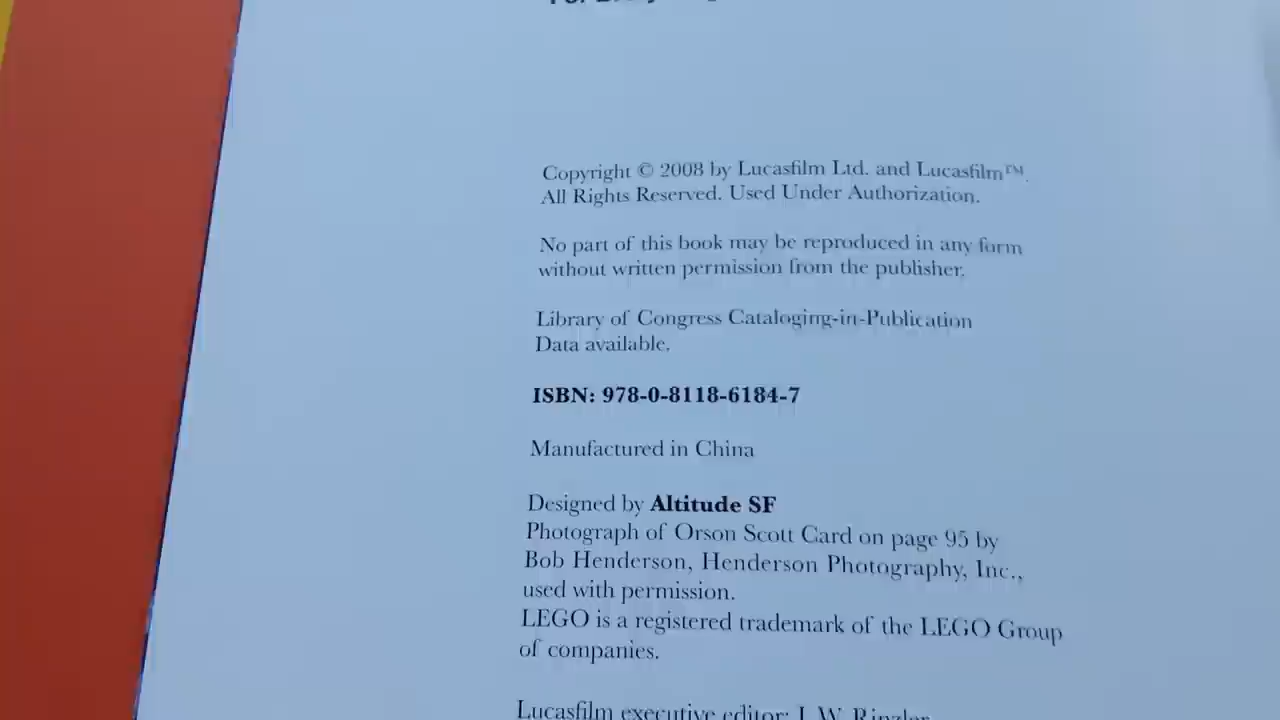 Copyright © 2008 by Lucasfilm Ltd. and Lucasfilm™.
All Rights Reserved. Used Under Authorization.
No part of this book may be reproduced in any form
without written permission from the publisher.
Library of Congress Cataloging-in-Publication
Data available.
ISBN: 978-0-8118-6184-7
Manufactured in China
Designed by Altitude SF
Photograph of Orson Scott Card on page 95 by
Bob Henderson, Henderson Photography, Inc.,
used with permission.
LEGO is a registered trademark of the LEGO Group
of companies.
Lucasfilm executive editor: J. W. Rinzler